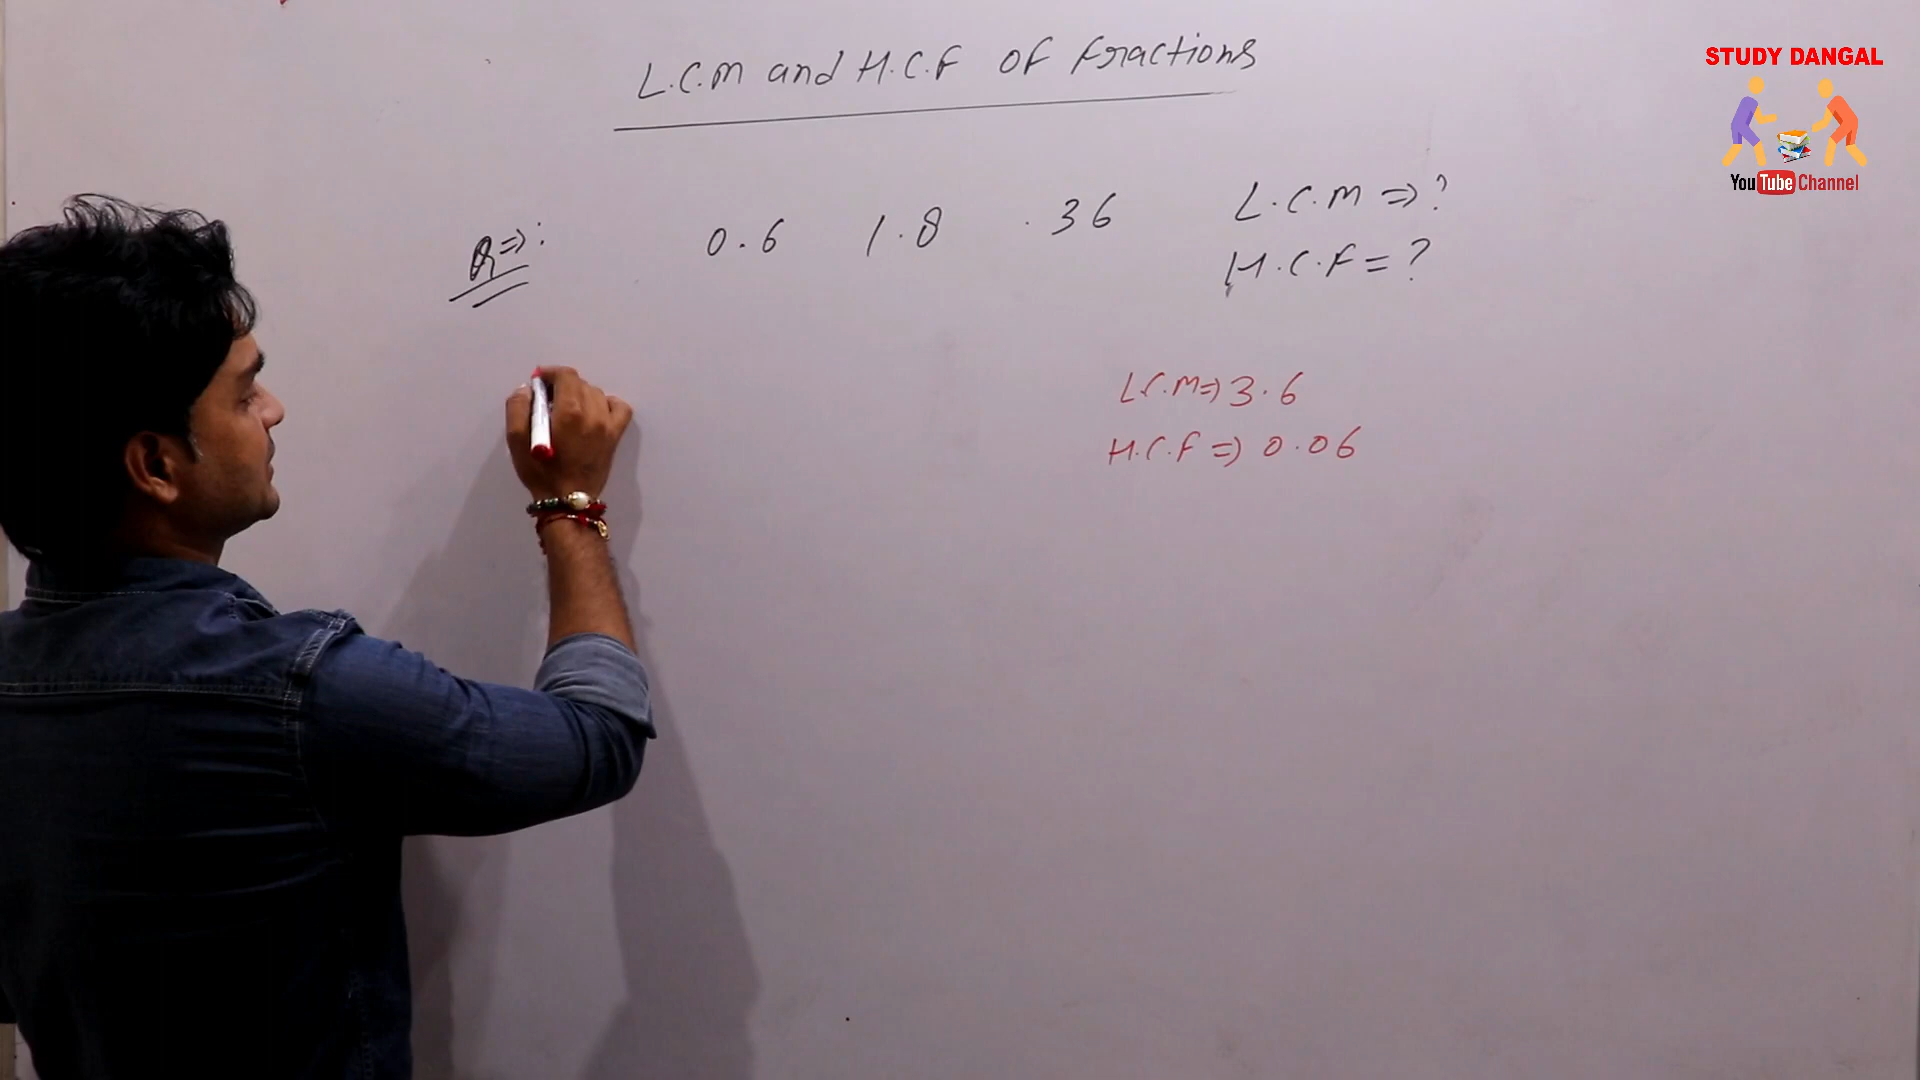 L.C.M and H.C.F OF fractions
STUDY DANGAL
YouTube Channel
Q=>: 0.6 1.8 .36 L.C.M => ?
H.C.F = ?
L.C.M => 3.6
H.C.F => 0.06